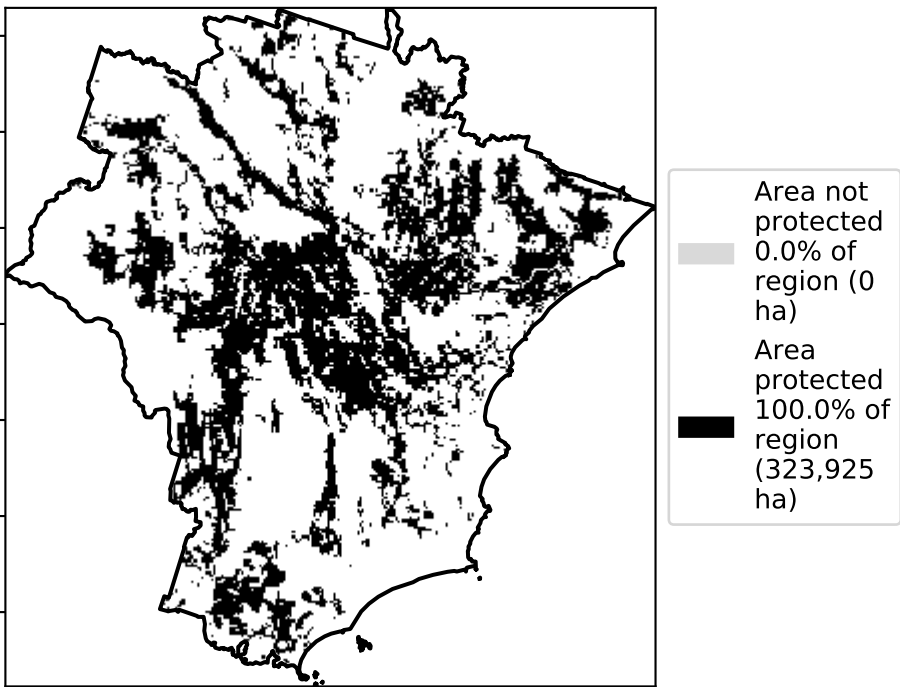 Area not
protected
0.0% of
region (0
ha)
Area
protected
100.0% of
region
(323,925
ha)